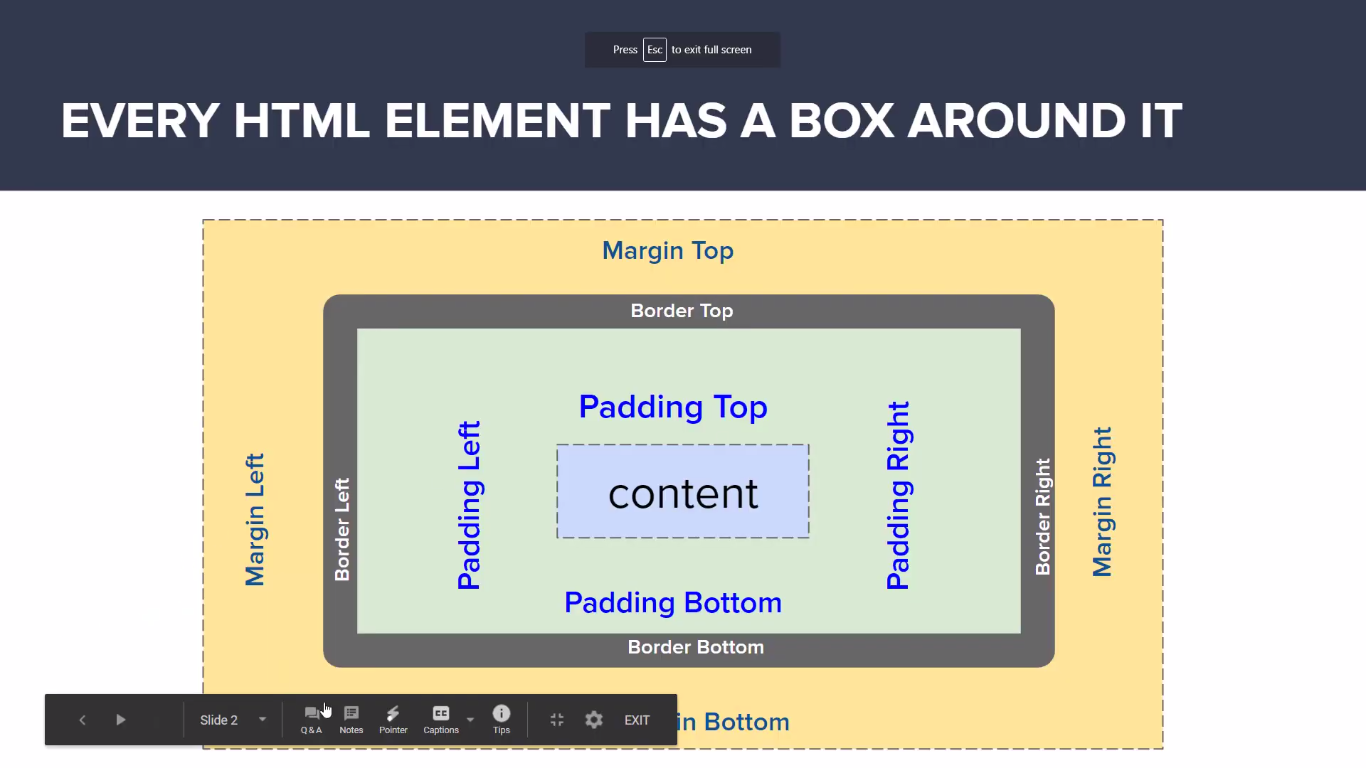 Press Esc to exit full screen
EVERY HTML ELEMENT HAS A BOX AROUND IT
Margin Top
Border Top
Padding Top
Margin Left
Border Left
Padding Left
content
Padding Right
Border Right
Margin Right
Padding Bottom
Border Bottom
in Bottom
Slide 2
Q & A
Notes
Pointer
CC
Captions
Tips
EXIT